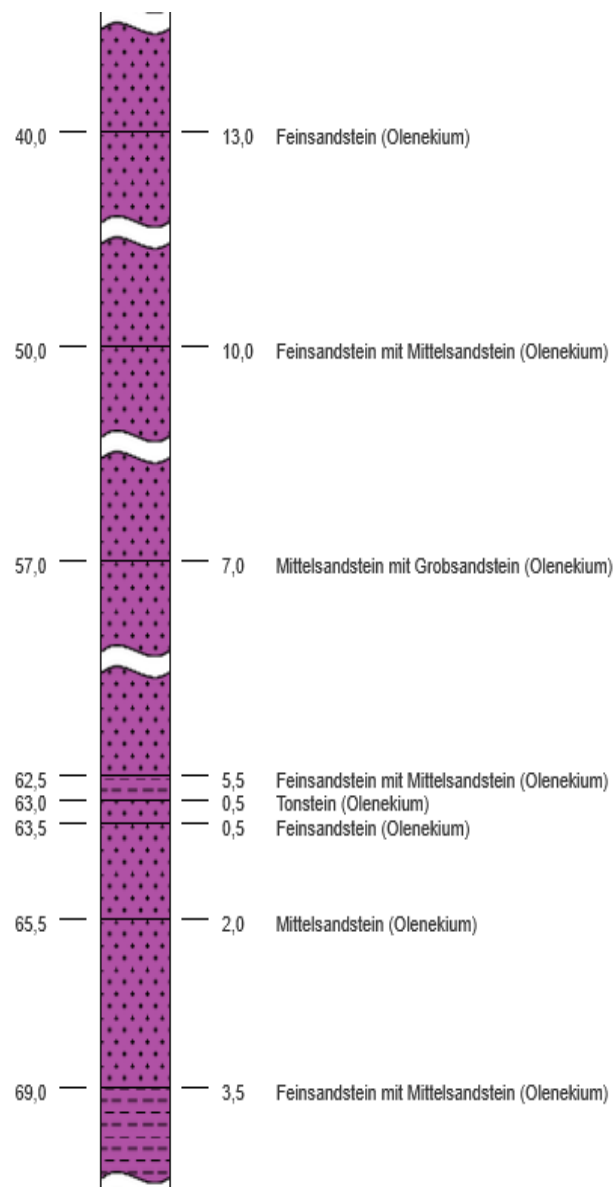 40,0 13,0 Feinsandstein (Olenekium)
50,0 10,0 Feinsandstein mit Mittelsandstein (Olenekium)
57,0 7,0 Mittelsandstein mit Grobsandstein (Olenekium)
62,5 5,5 Feinsandstein mit Mittelsandstein (Olenekium)
63,0 0,5 Tonstein (Olenekium)
63,5 0,5 Feinsandstein (Olenekium)
65,5 2,0 Mittelsandstein (Olenekium)
69,0 3,5 Feinsandstein mit Mittelsandstein (Olenekium)